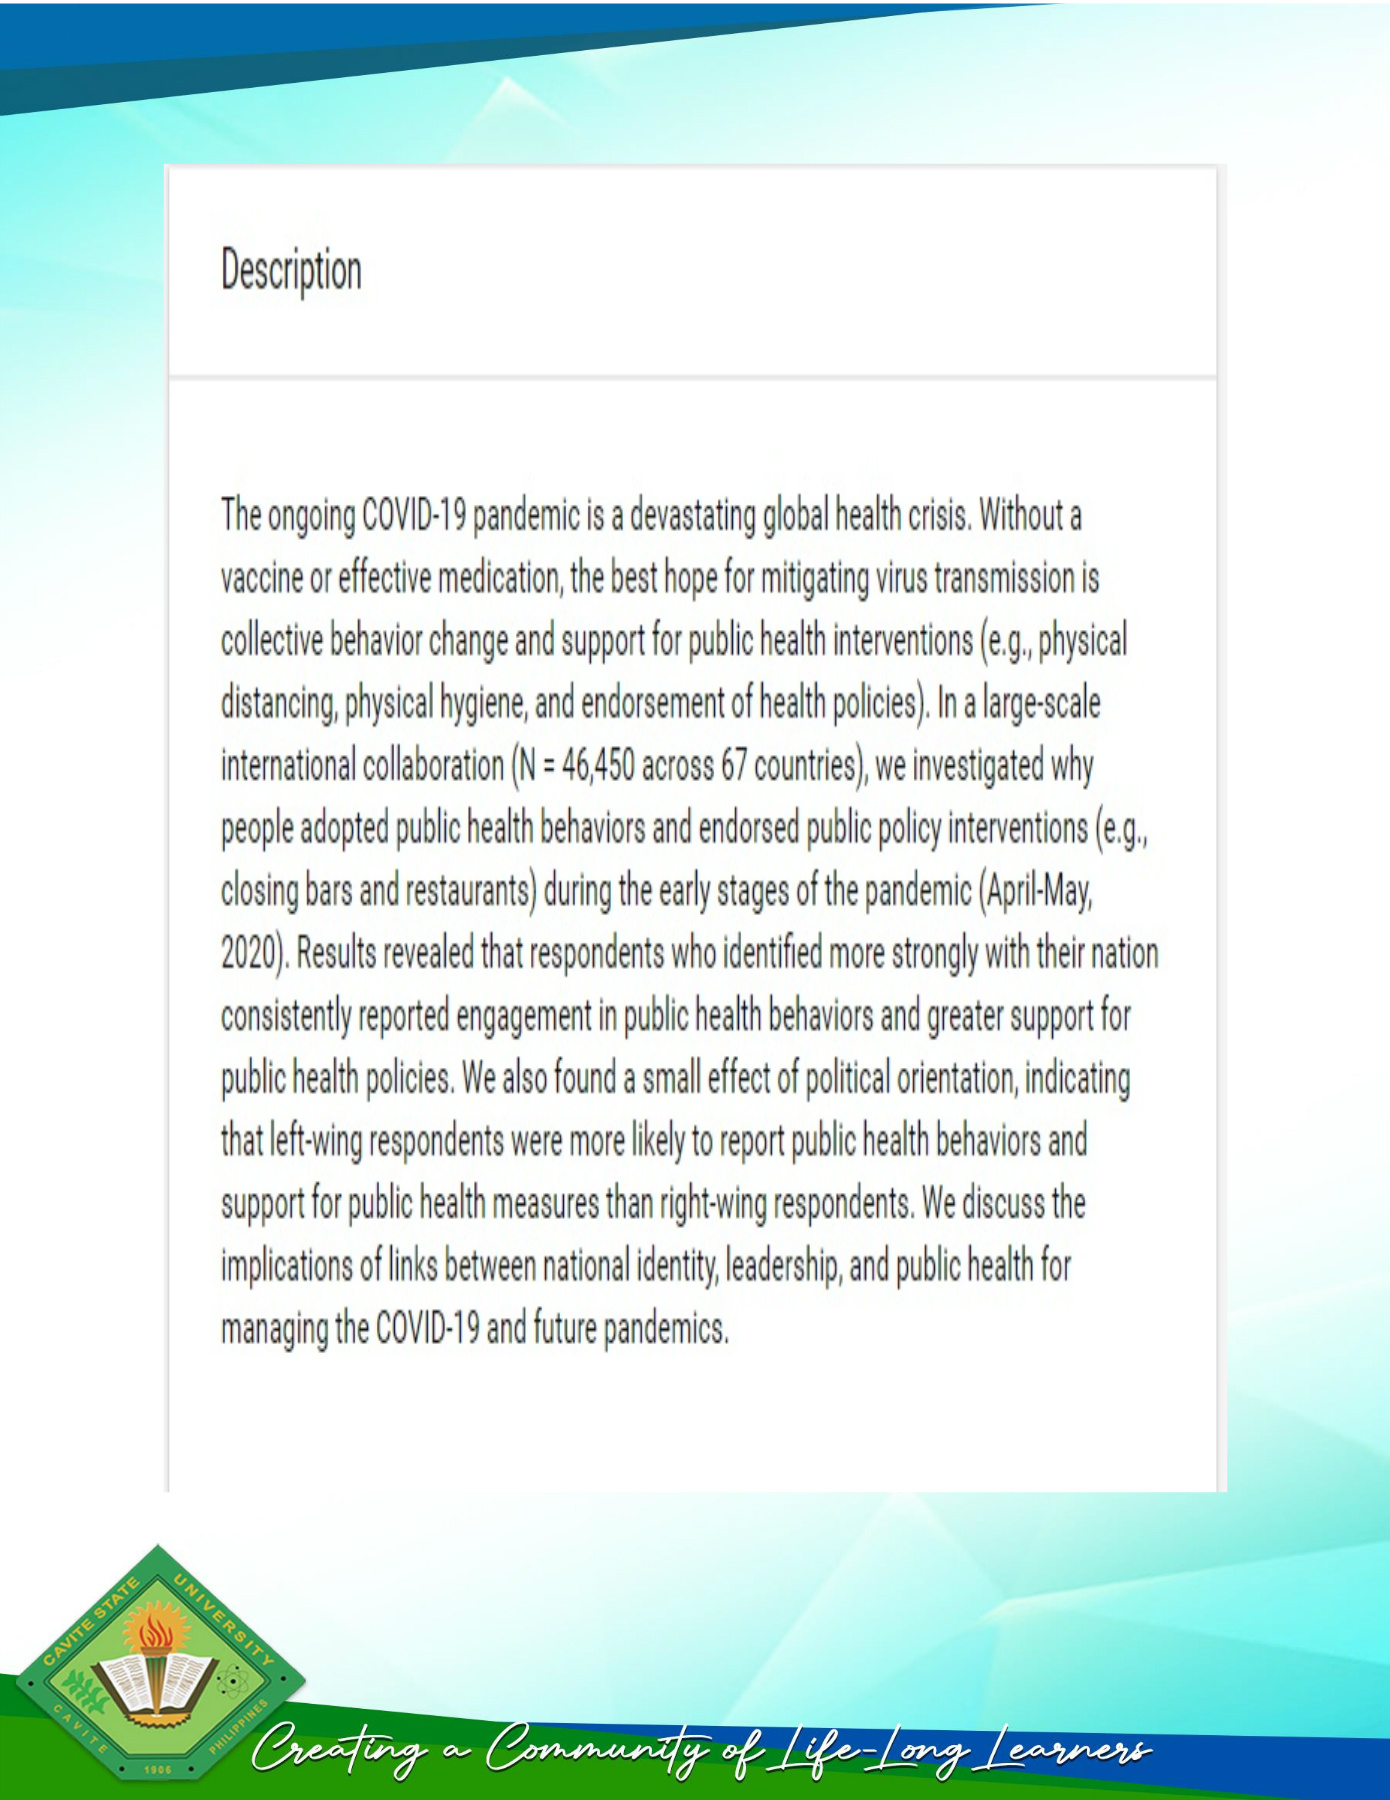 Description
The ongoing COVID-19 pandemic is a devastating global health crisis. Without a
vaccine or effective medication, the best hope for mitigating virus transmission is
collective behavior change and support for public health interventions (e.g., physical
distancing, physical hygiene, and endorsement of health policies). In a large-scale
international collaboration (N = 46,450 across 67 countries), we investigated why
people adopted public health behaviors and endorsed public policy interventions (e.g.,
closing bars and restaurants) during the early stages of the pandemic (April-May,
2020). Results revealed that respondents who identified more strongly with their nation
consistently reported engagement in public health behaviors and greater support for
public health policies. We also found a small effect of political orientation, indicating
that left-wing respondents were more likely to report public health behaviors and
support for public health measures than right-wing respondents. We discuss the
implications of links between national identity, leadership, and public health for
managing the COVID-19 and future pandemics.
CAVITE STATE UNIVERSITY
CAVITE PHILIPPINES
1906
Creating a Community of Life-Long Learners